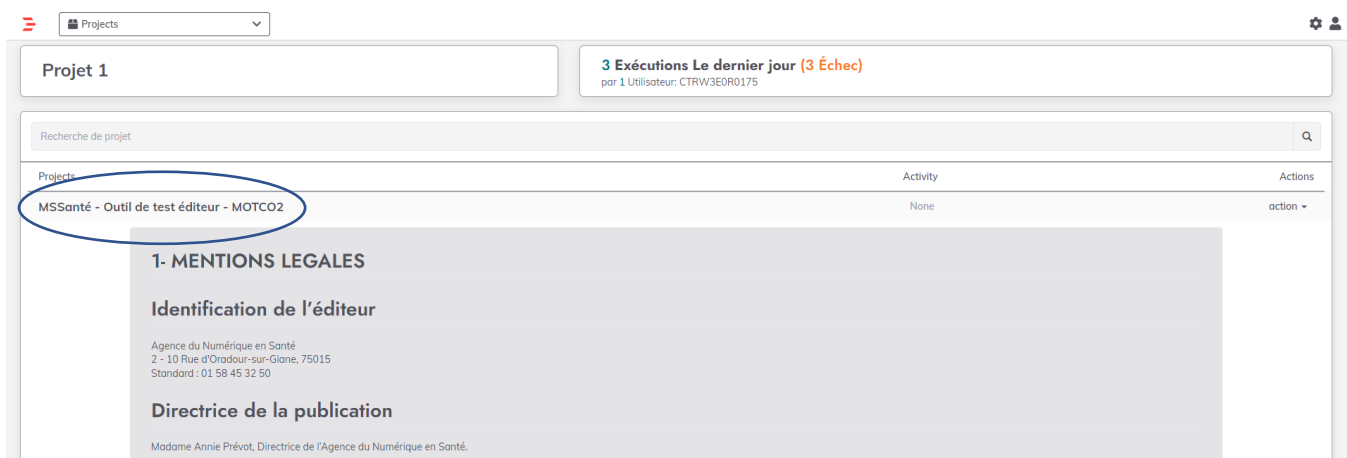 Projects
Projet 1
3 Exécutions Le dernier jour (3 Échec)
par 1 Utilisateur: CTRW3E0R0175
Recherche de projet
Projects Activity Actions
MSSanté - Outil de test éditeur - MOTCO2 None action
1- MENTIONS LEGALES
Identification de l'éditeur
Agence du Numérique en Santé
2 - 10 Rue d'Oradour-sur-Glane, 75015
Standard : 01 58 45 32 50
Directrice de la publication
Madame Annie Prévot, Directrice de l'Agence du Numérique en Santé.